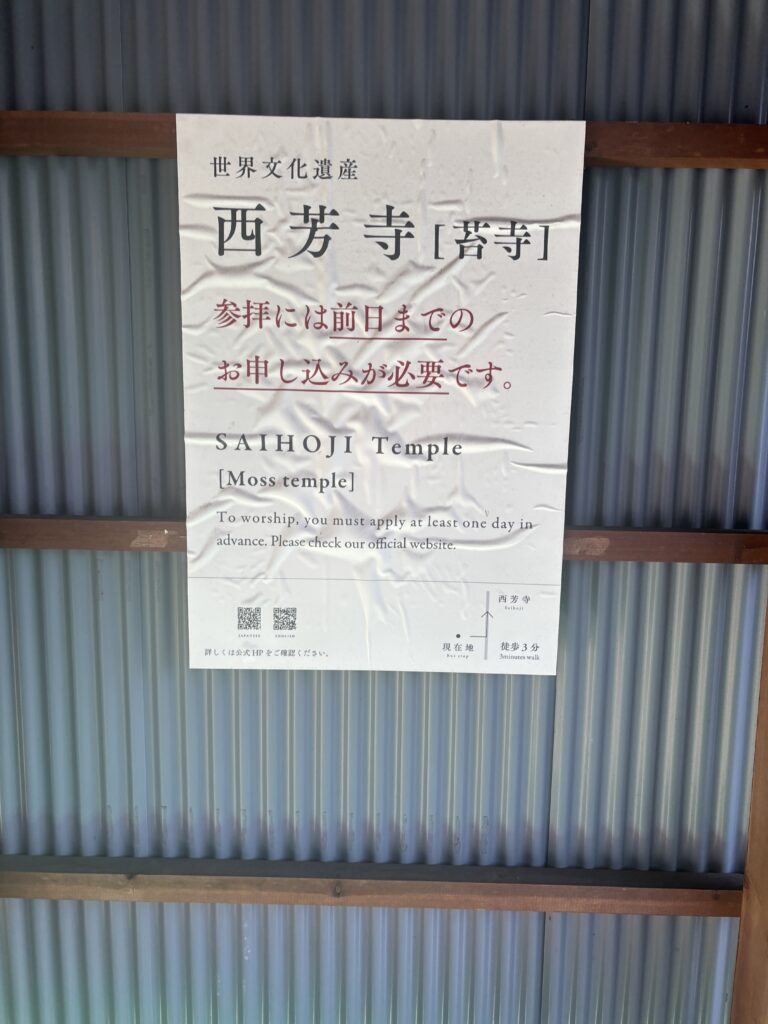 世界文化遺産
西芳寺[苔寺]
参拝には前日までの
お申し込みが必要です。
SAIHOJI Temple
[Moss temple]
To worship, you must apply at least one day in
advance. Please check our official website.
JAPANESE ENGLISH
詳しくは公式HPをご確認ください。
西芳寺
Saihoji
現在地
Bus stop
徒歩3分
3minutes walk